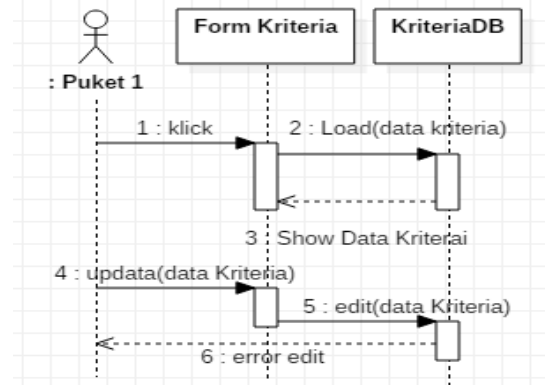 Form Kriteria
KriteriaDB
: Puket 1
1 : klick
2 : Load(data kriteria)
3 : Show Data Kriterai
4 : updata(data Kriteria)
5 : edit(data Kriteria)
6 : error edit